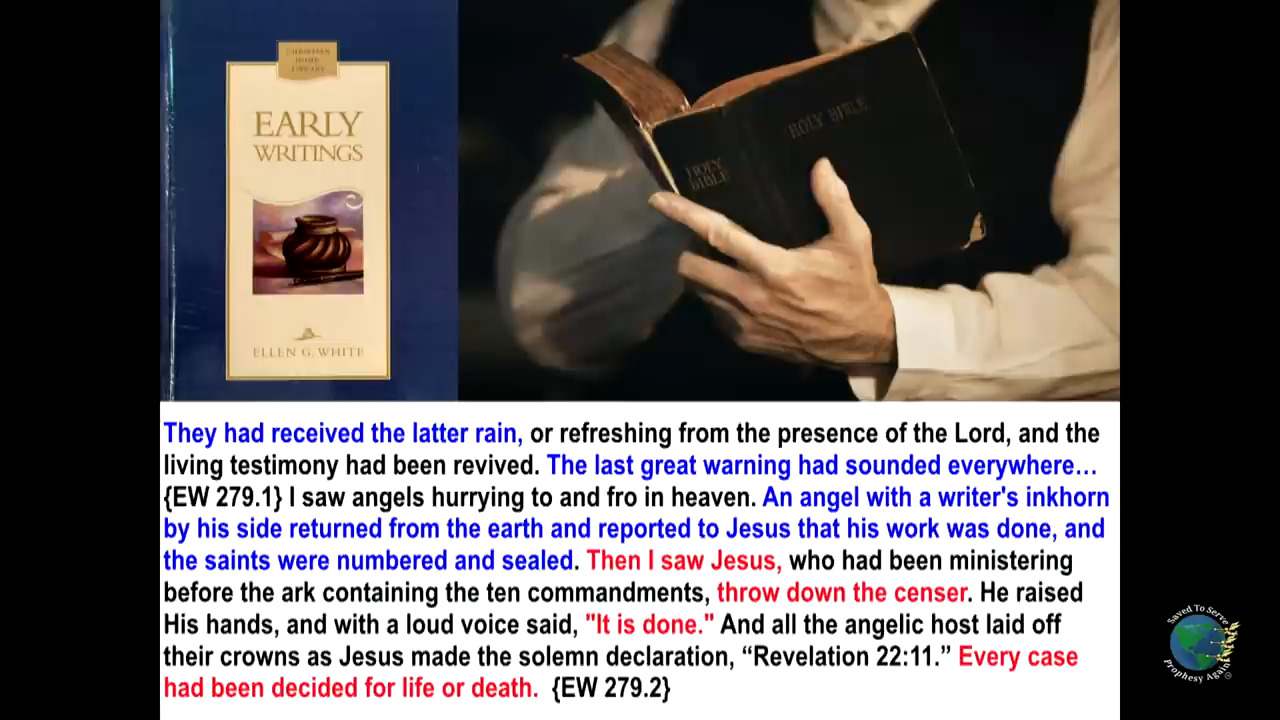 CHRISTIAN
HOME
LIBRARY
EARLY
WRITINGS
ELLEN G. WHITE
HOLY BIBLE
HOLY
BIBLE
They had received the latter rain, or refreshing from the presence of the Lord, and the
living testimony had been revived. The last great warning had sounded everywhere…
{EW 279.1} I saw angels hurrying to and fro in heaven. An angel with a writer's inkhorn
by his side returned from the earth and reported to Jesus that his work was done, and
the saints were numbered and sealed. Then I saw Jesus, who had been ministering
before the ark containing the ten commandments, throw down the censer. He raised
His hands, and with a loud voice said, "It is done." And all the angelic host laid off
their crowns as Jesus made the solemn declaration, “Revelation 22:11.” Every case
had been decided for life or death. {EW 279.2}
Saved To Serve
Prophesy Again